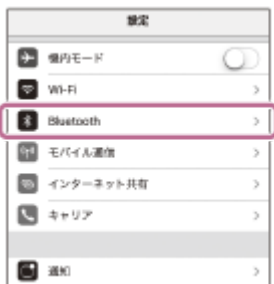 設定
機内モード
Wi-Fi
Bluetooth
モバイル通信
インターネット共有
キャリア
通知